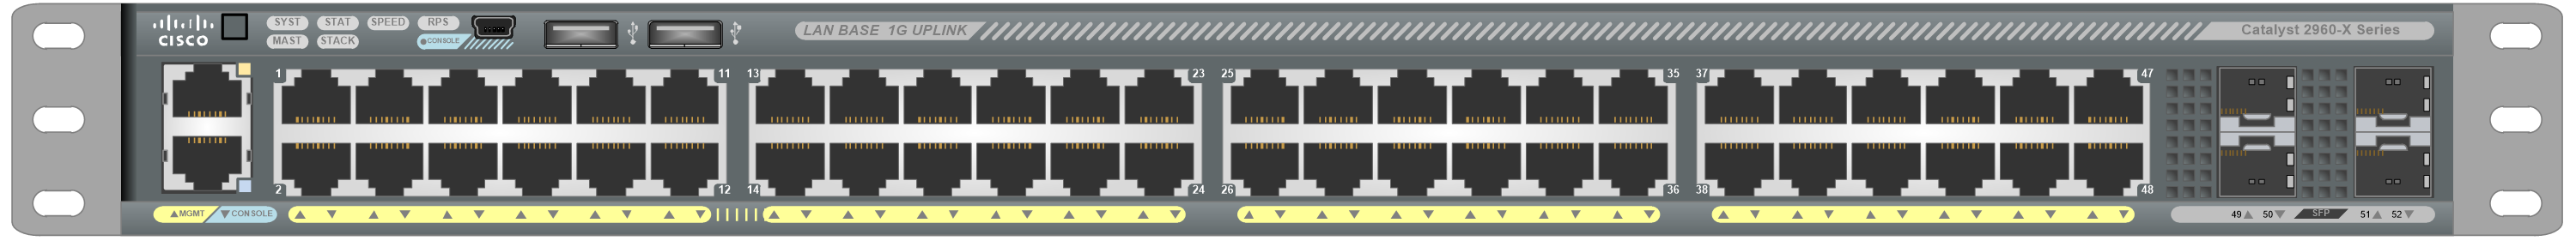 CISCO
SYST STAT SPEED RPS
MAST STACK CONSOLE
LAN BASE 1G UPLINK
Catalyst 2960-X Series
1 11 13 23 25 35 37 47
2 12 14 24 26 36 38 48
MGMT CONSOLE
49 50 SFP 51 52